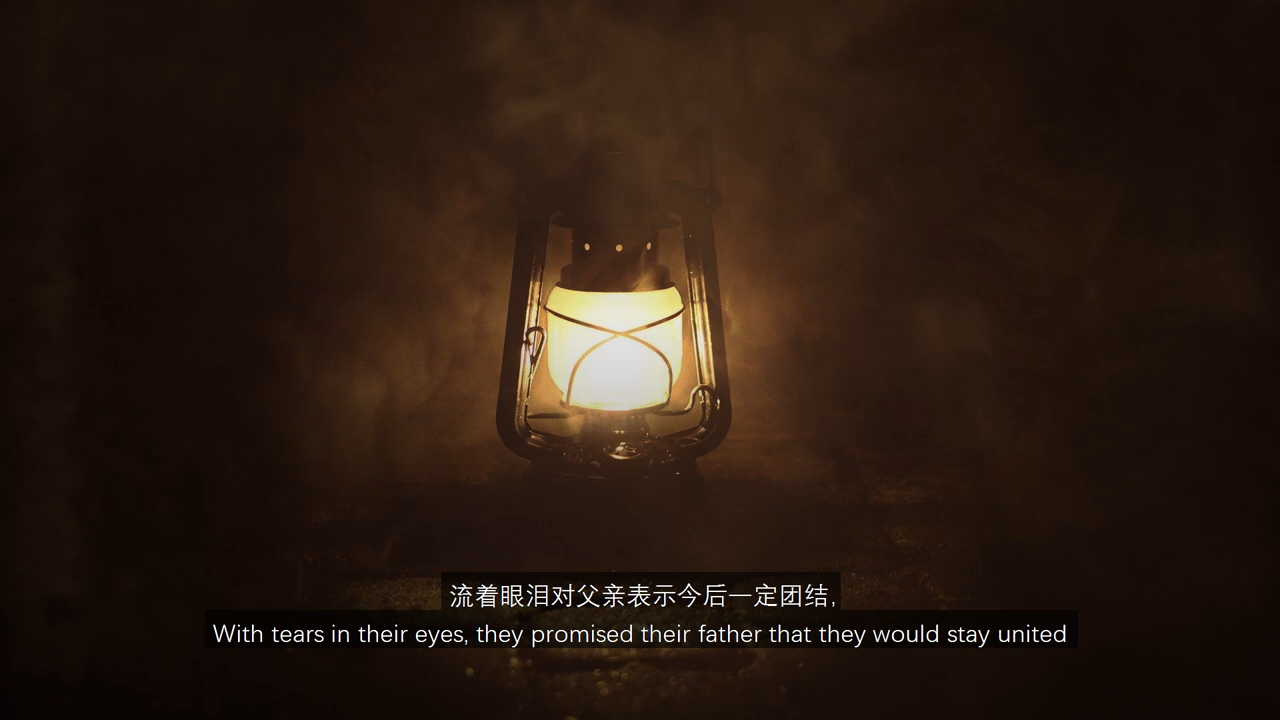 流着眼泪对父亲表示今后一定团结,
With tears in their eyes, they promised their father that they would stay united